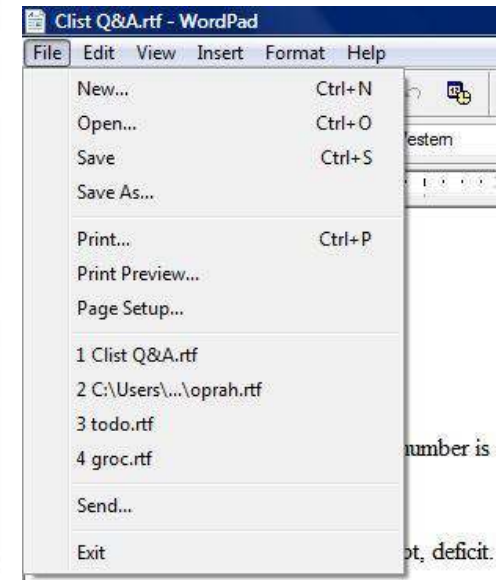 Clist Q&A.rtf - WordPad
File Edit View Insert Format Help
New... Ctrl+N
Open... Ctrl+O
Save Ctrl+S
Save As...
Print... Ctrl+P
Print Preview...
Page Setup...
1 Clist Q&A.rtf
2 C:\Users\...\oprah.rtf
3 todo.rtf
4 groc.rtf
number is
Send...
Exit
deficit.